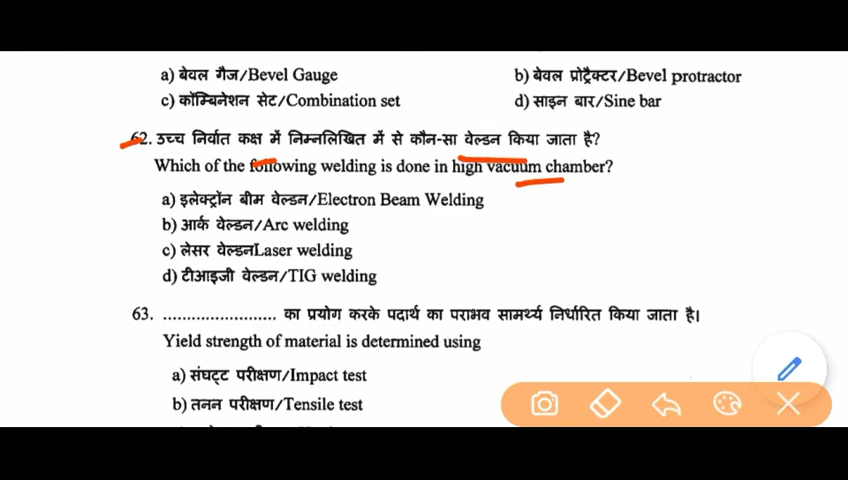 a) बेवल गैज/Bevel Gauge
b) बेवल प्रोट्रैक्टर/Bevel protractor
c) कॉम्बिनेशन सेट/Combination set
d) साइन बार/Sine bar
62. उच्च निर्वात कक्ष में निम्नलिखित में से कौन-सा वेल्डन किया जाता है?
Which of the following welding is done in high vacuum chamber?
a) इलेक्ट्रॉन बीम वेल्डन/Electron Beam Welding
b) आर्क वेल्डन/Arc welding
c) लेसर वेल्डनLaser welding
d) टीआइजी वेल्डन/TIG welding
63. ........................ का प्रयोग करके पदार्थ का पराभव सामर्थ्य निर्धारित किया जाता है।
Yield strength of material is determined using
a) संघट्ट परीक्षण/Impact test
b) तनन परीक्षण/Tensile test